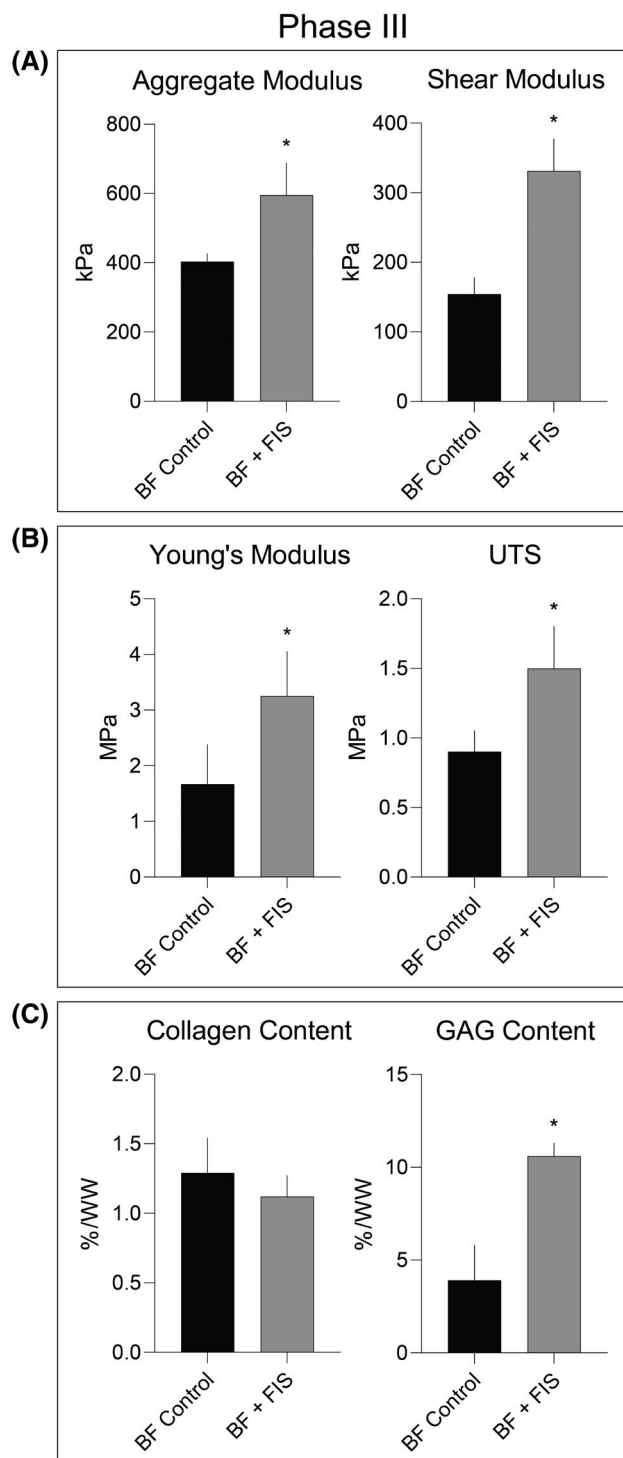 Phase III
(A)
Aggregate Modulus
Shear Modulus
800
600
400
200
0
kPa
*
BF Control
BF + FIS
400
300
200
100
0
kPa
*
BF Control
BF + FIS
(B)
Young's Modulus
UTS
5
4
3
2
1
0
MPa
*
BF Control
BF + FIS
2.0
1.5
1.0
0.5
0.0
MPa
*
BF Control
BF + FIS
(C)
Collagen Content
GAG Content
2.0
1.5
1.0
0.5
0.0
%/WW
BF Control
BF + FIS
15
10
5
0
%/WW
*
BF Control
BF + FIS